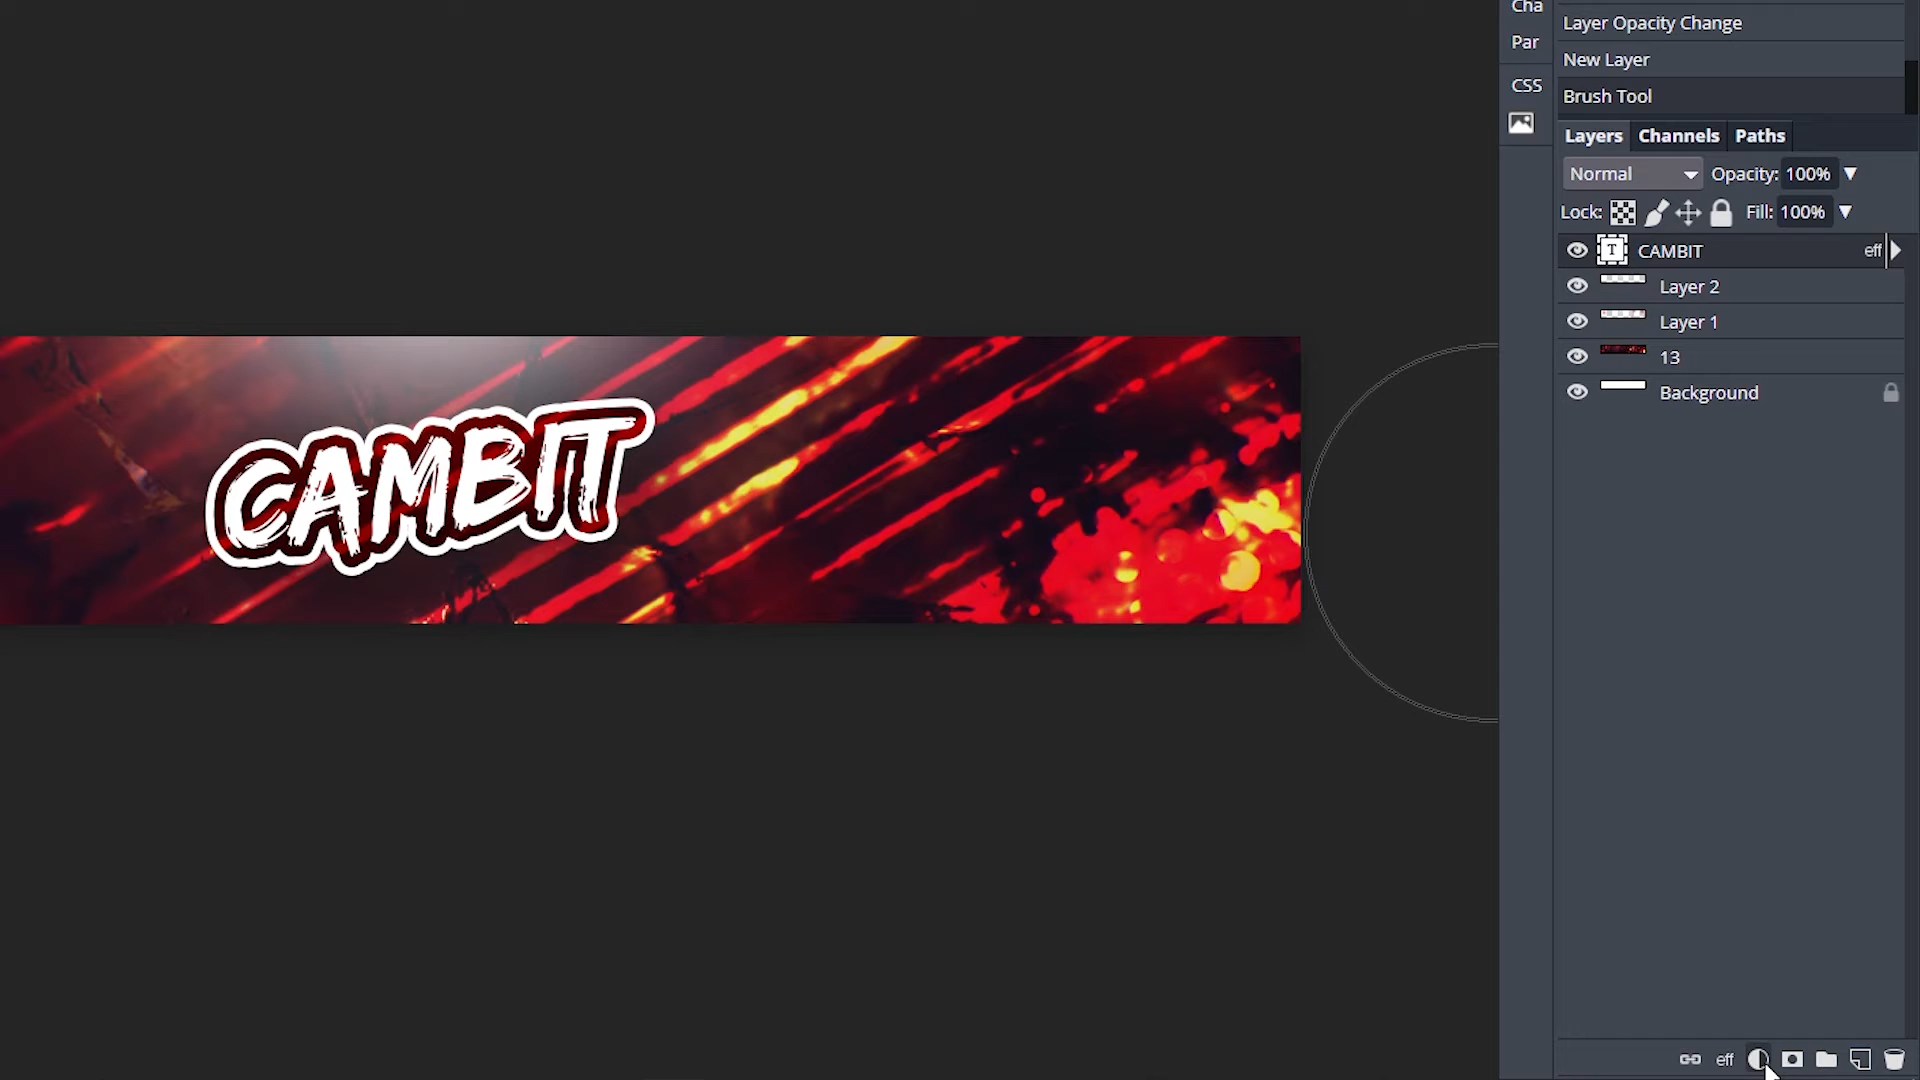 Cha
Par
CSS
Layer Opacity Change
New Layer
Brush Tool
Layers Channels Paths
Normal Opacity: 100%
Lock: Fill: 100%
T CAMBIT eff
Layer 2
Layer 1
13
Background
CAMBIT
eff